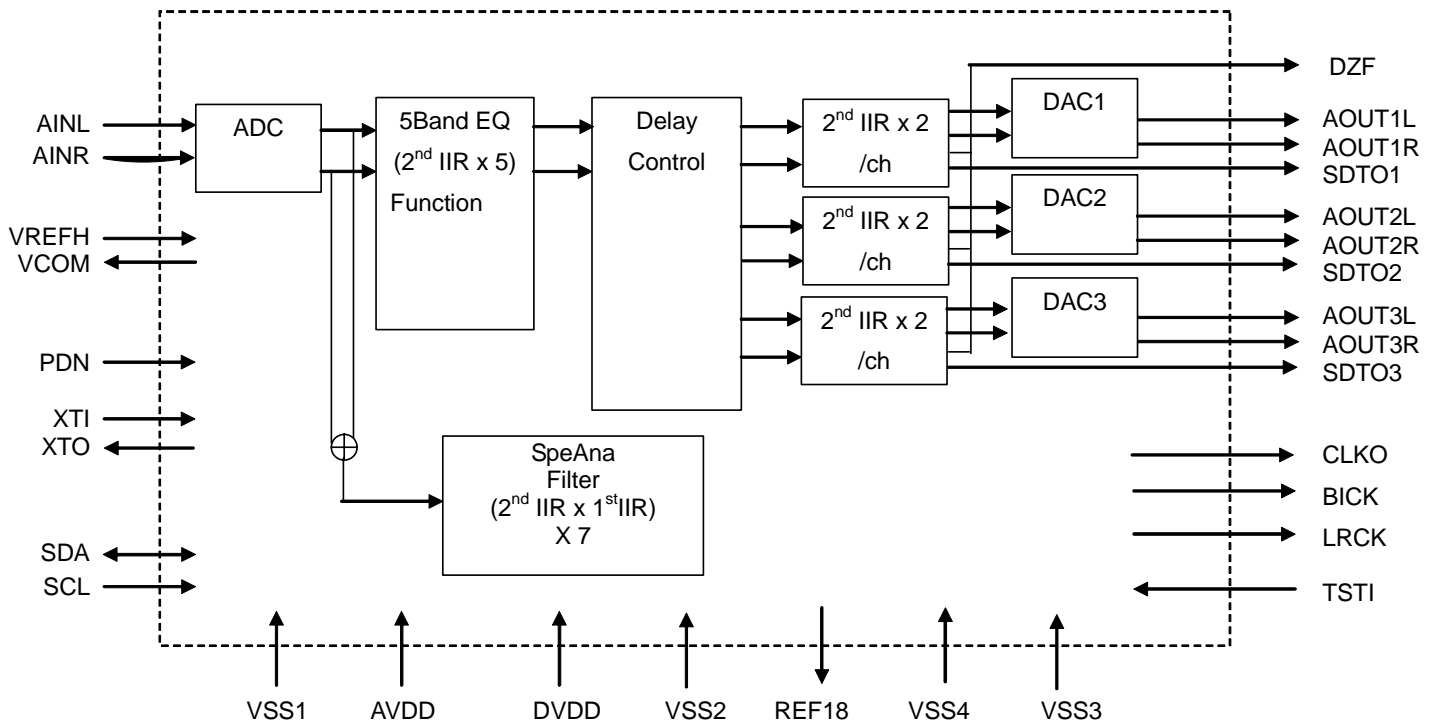 DZF
ADC
5Band EQ
(2nd IIR x 5)
Function
Delay
Control
2nd IIR x 2
/ch
DAC1
AINL
AINR
AOUT1L
AOUT1R
SDTO1
2nd IIR x 2
/ch
DAC2
AOUT2L
AOUT2R
SDTO2
VREFH
VCOM
2nd IIR x 2
/ch
DAC3
AOUT3L
AOUT3R
SDTO3
PDN
XTI
XTO
SpeAna
Filter
(2nd IIR x 1stIIR)
X 7
CLKO
BICK
LRCK
TSTI
SDA
SCL
VSS1
AVDD
DVDD
VSS2
REF18
VSS4
VSS3